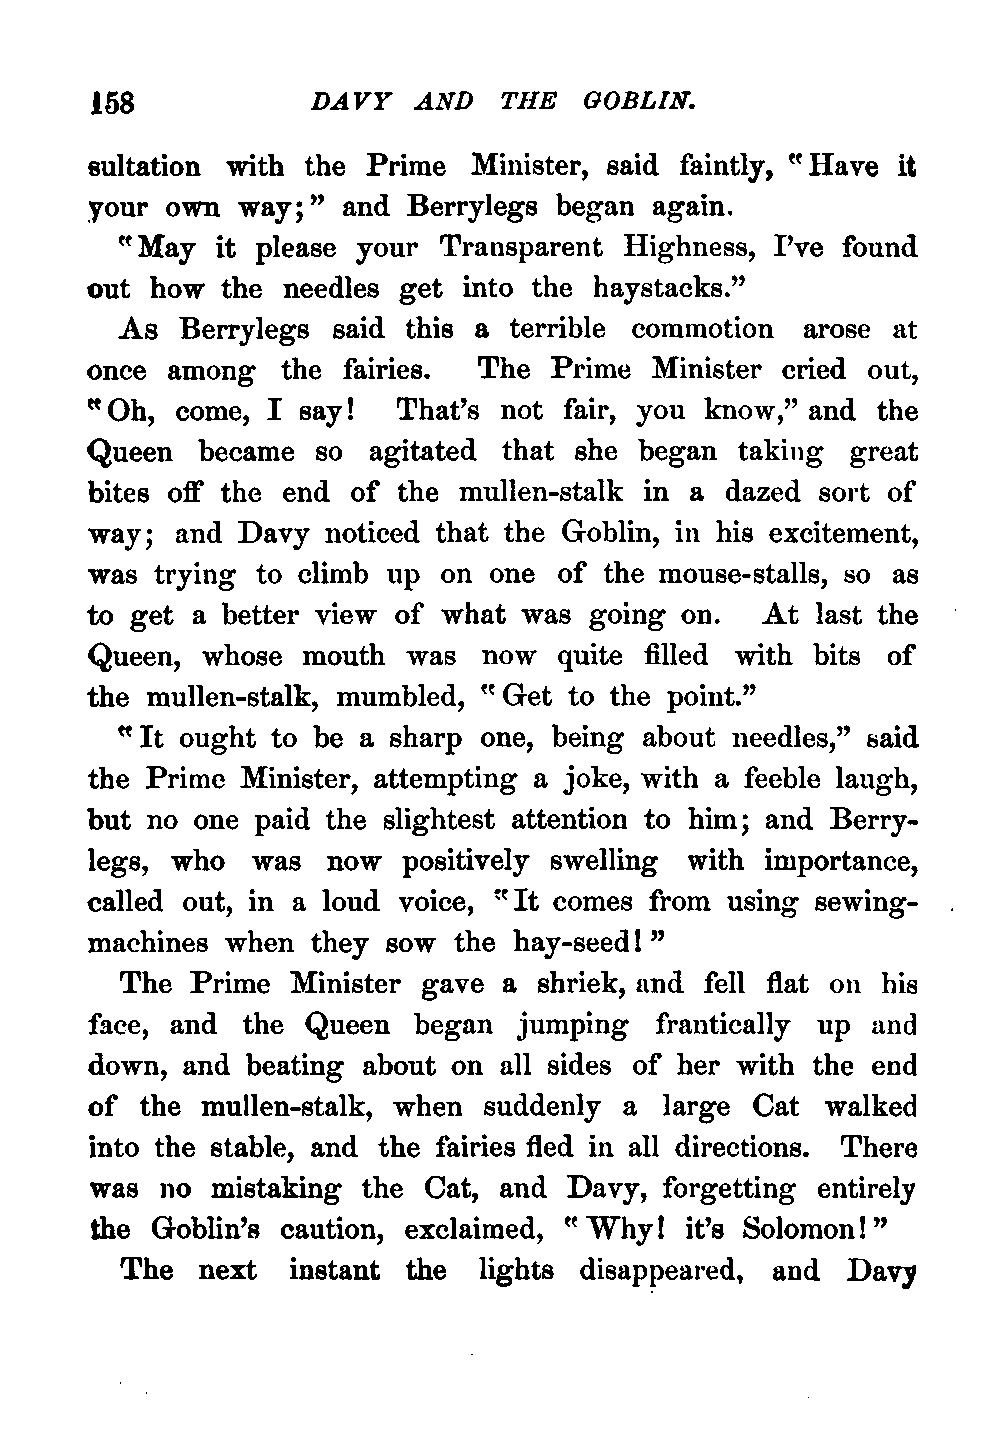 158 DAVY AND THE GOBLIN.
sultation with the Prime Minister, said faintly, "Have it
your own way;" and Berrylegs began again.
"May it please your Transparent Highness, I've found
out how the needles get into the haystacks."
As Berrylegs said this a terrible commotion arose at
once among the fairies. The Prime Minister cried out,
"Oh, come, I say! That's not fair, you know," and the
Queen became so agitated that she began taking great
bites off the end of the mullen-stalk in a dazed sort of
way; and Davy noticed that the Goblin, in his excitement,
was trying to climb up on one of the mouse-stalls, so as
to get a better view of what was going on. At last the
Queen, whose mouth was now quite filled with bits of
the mullen-stalk, mumbled, "Get to the point."
"It ought to be a sharp one, being about needles," said
the Prime Minister, attempting a joke, with a feeble laugh,
but no one paid the slightest attention to him; and Berry-
legs, who was now positively swelling with importance,
called out, in a loud voice, "It comes from using sewing-
machines when they sow the hay-seed!"
The Prime Minister gave a shriek, and fell flat on his
face, and the Queen began jumping frantically up and
down, and beating about on all sides of her with the end
of the mullen-stalk, when suddenly a large Cat walked
into the stable, and the fairies fled in all directions. There
was no mistaking the Cat, and Davy, forgetting entirely
the Goblin's caution, exclaimed, "Why! it's Solomon!"
The next instant the lights disappeared, and Davy